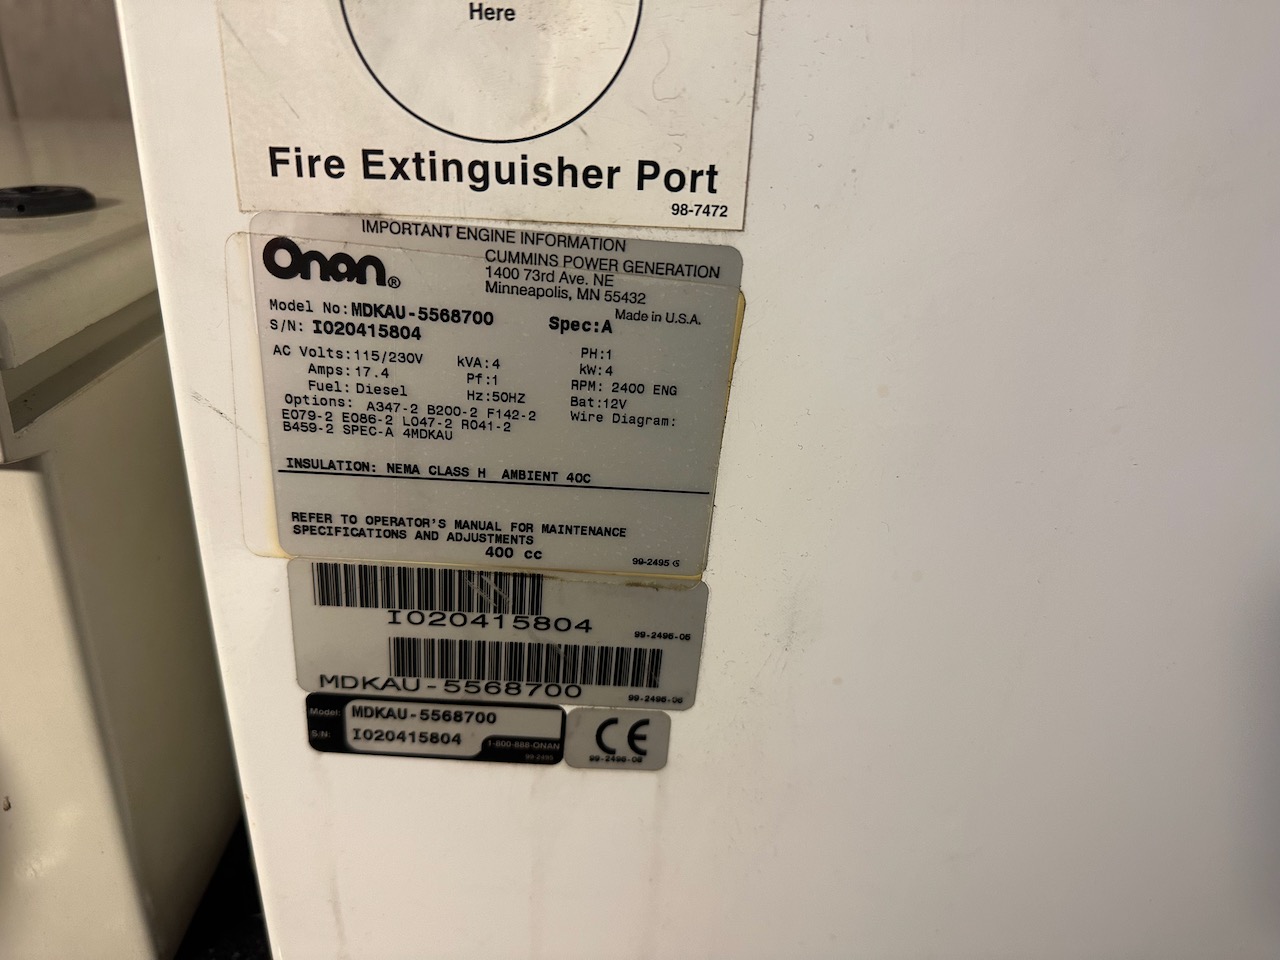 Here
Fire Extinguisher Port
98-7472
IMPORTANT ENGINE INFORMATION
Onan®
CUMMINS POWER GENERATION
1400 73rd Ave. NE
Minneapolis, MN 55432
Made in U.S.A.
Model No: MDKAU-5568700
S/N: I020415804
Spec: A
AC Volts: 115/230V kVA: 4 PH: 1
Amps: 17.4 Pf: 1 kW: 4
Fuel: Diesel Hz: 50HZ RPM: 2400 ENG
Bat: 12V
Options: A347-2 B200-2 F142-2 Wire Diagram:
E079-2 E086-2 L047-2 R041-2
B459-2 SPEC-A 4MDKAU
INSULATION: NEMA CLASS H AMBIENT 40C
REFER TO OPERATOR'S MANUAL FOR MAINTENANCE
SPECIFICATIONS AND ADJUSTMENTS
400 cc
99-2495
I020415804
99-2496-05
MDKAU-5568700
99-2496-06
Model: MDKAU-5568700
S/N: I020415804
1-800-888-ONAN
99-2495
CE